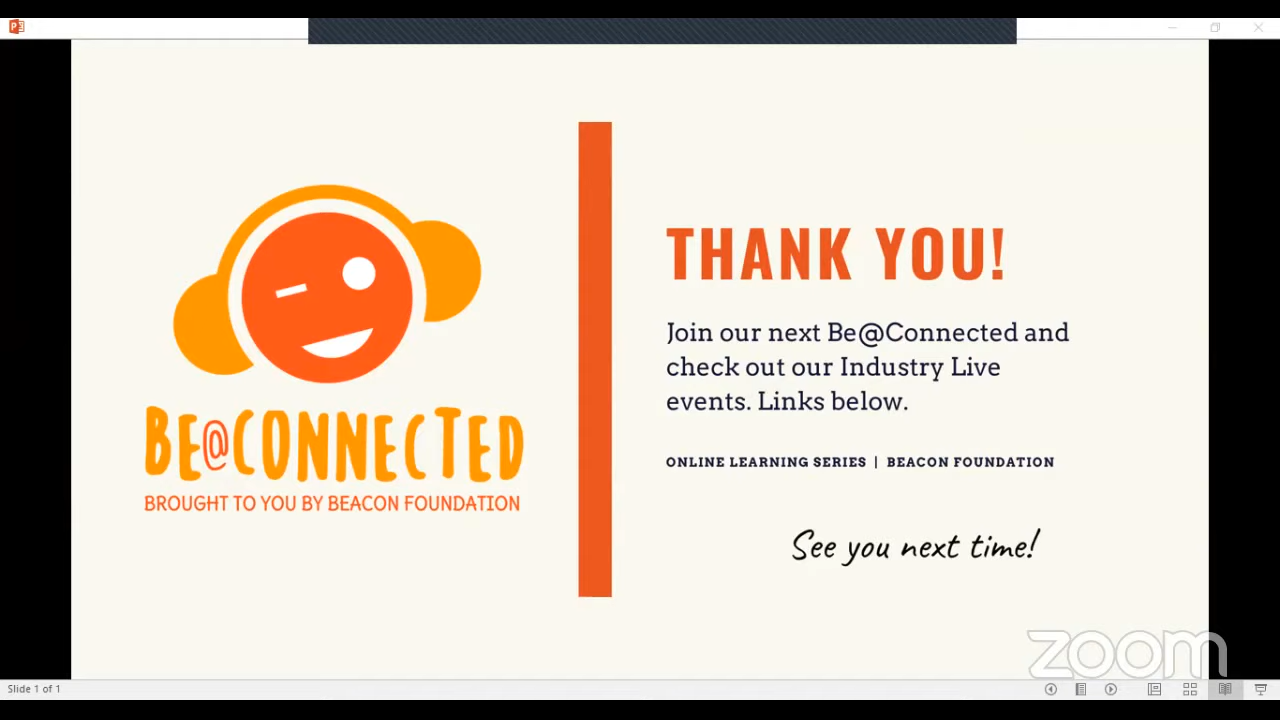 BE@CONNECTED
BROUGHT TO YOU BY BEACON FOUNDATION
THANK YOU!
Join our next Be@Connected and
check out our Industry Live
events. Links below.
ONLINE LEARNING SERIES | BEACON FOUNDATION
See you next time!
zoom
Slide 1 of 1